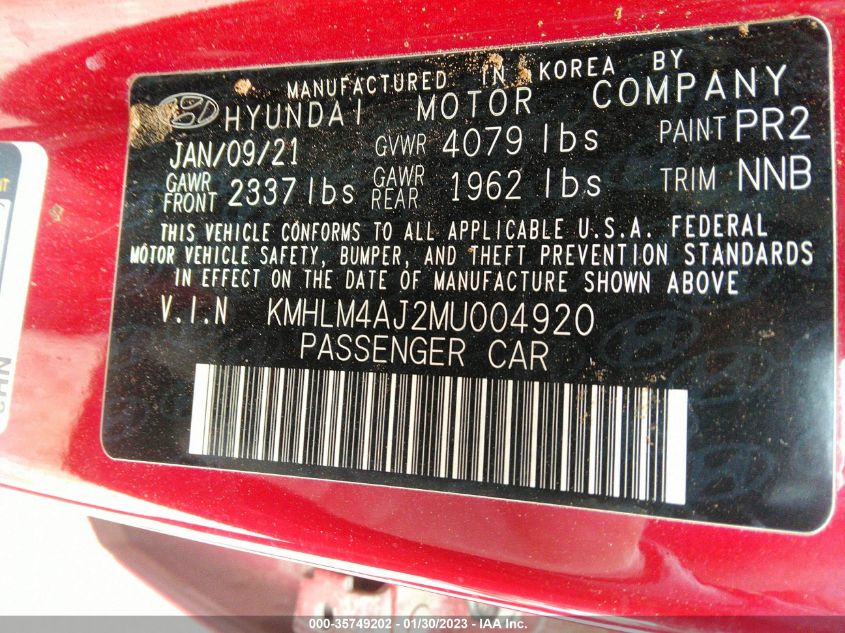 MANUFACTURED IN KOREA BY
HYUNDAI MOTOR COMPANY
JAN/09/21 GVWR 4079 lbs PAINT PR2
GAWR FRONT 2337 lbs GAWR REAR 1962 lbs TRIM NNB
THIS VEHICLE CONFORMS TO ALL APPLICABLE U.S.A. FEDERAL
MOTOR VEHICLE SAFETY, BUMPER, AND THEFT PREVENTION STANDARDS
IN EFFECT ON THE DATE OF MANUFACTURE SHOWN ABOVE
V.I.N KMHLM4AJ2MU004920
PASSENGER CAR
000-35749202 - 01/30/2023 - IAA Inc.